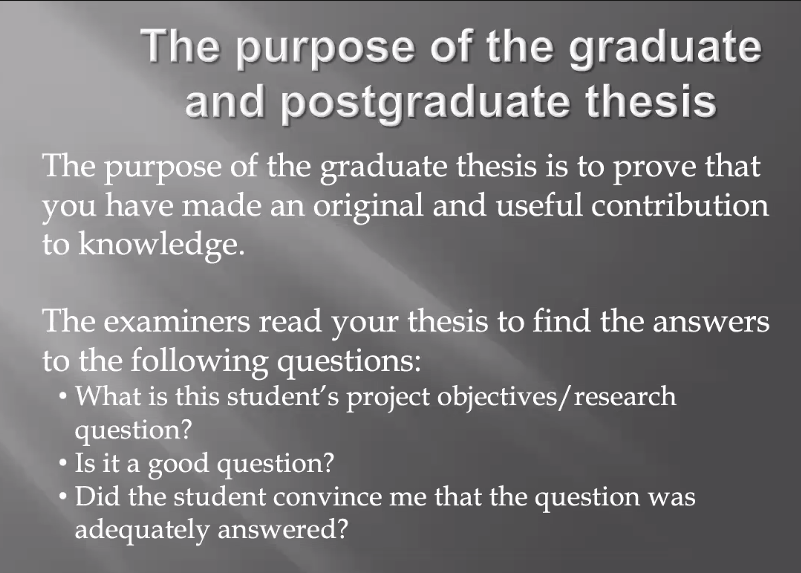 The purpose of the graduate
and postgraduate thesis
The purpose of the graduate thesis is to prove that
you have made an original and useful contribution
to knowledge.
The examiners read your thesis to find the answers
to the following questions:
• What is this student's project objectives/research
question?
• Is it a good question?
• Did the student convince me that the question was
adequately answered?